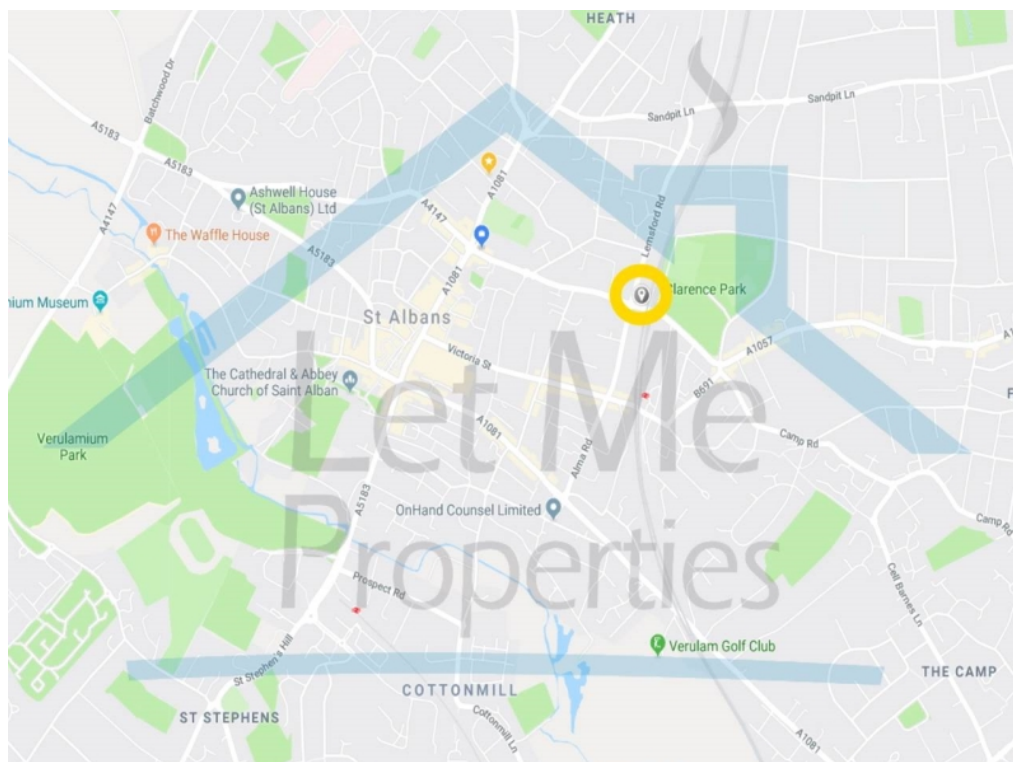 HEATH
Batchwood Dr
Sandpit Ln
Sandpit Ln
A5183
A5183
A1081
Ashwell House
(St Albans) Ltd
A4147
A4147
Lemsford Rd
The Waffle House
A5183
A1081
Clarence Park
nium Museum
St Albans
A1057
Victoria St
The Cathedral & Abbey
Church of Saint Alban
B691
Let Me
Verulamium
Park
A1081
Camp Rd
Alma Rd
A5183
OnHand Counsel Limited
Camp Rd
Properties
Prospect Rd
Cell Barnes Ln
Verulam Golf Club
St Stephen's Hill
THE CAMP
COTTONMILL
ST STEPHENS
Cottonmill Ln
A1081